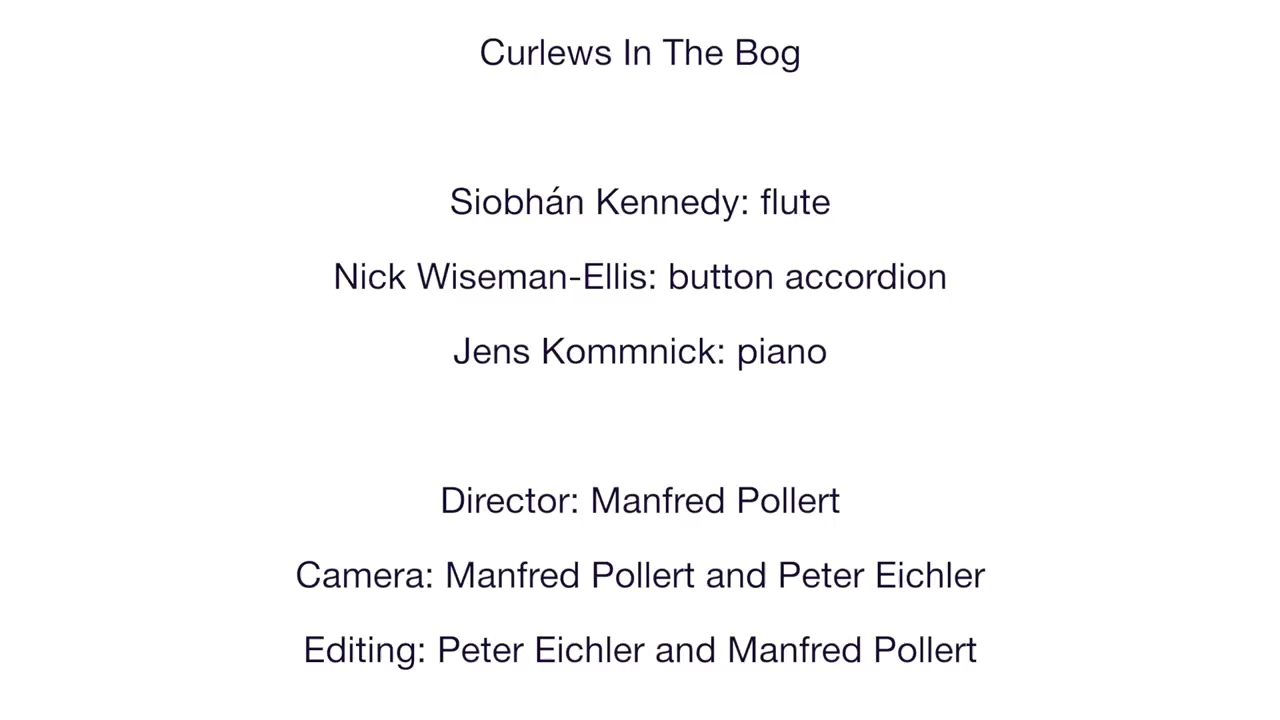 Curlews In The Bog
Siobhán Kennedy: flute
Nick Wiseman-Ellis: button accordion
Jens Kommnick: piano
Director: Manfred Pollert
Camera: Manfred Pollert and Peter Eichler
Editing: Peter Eichler and Manfred Pollert